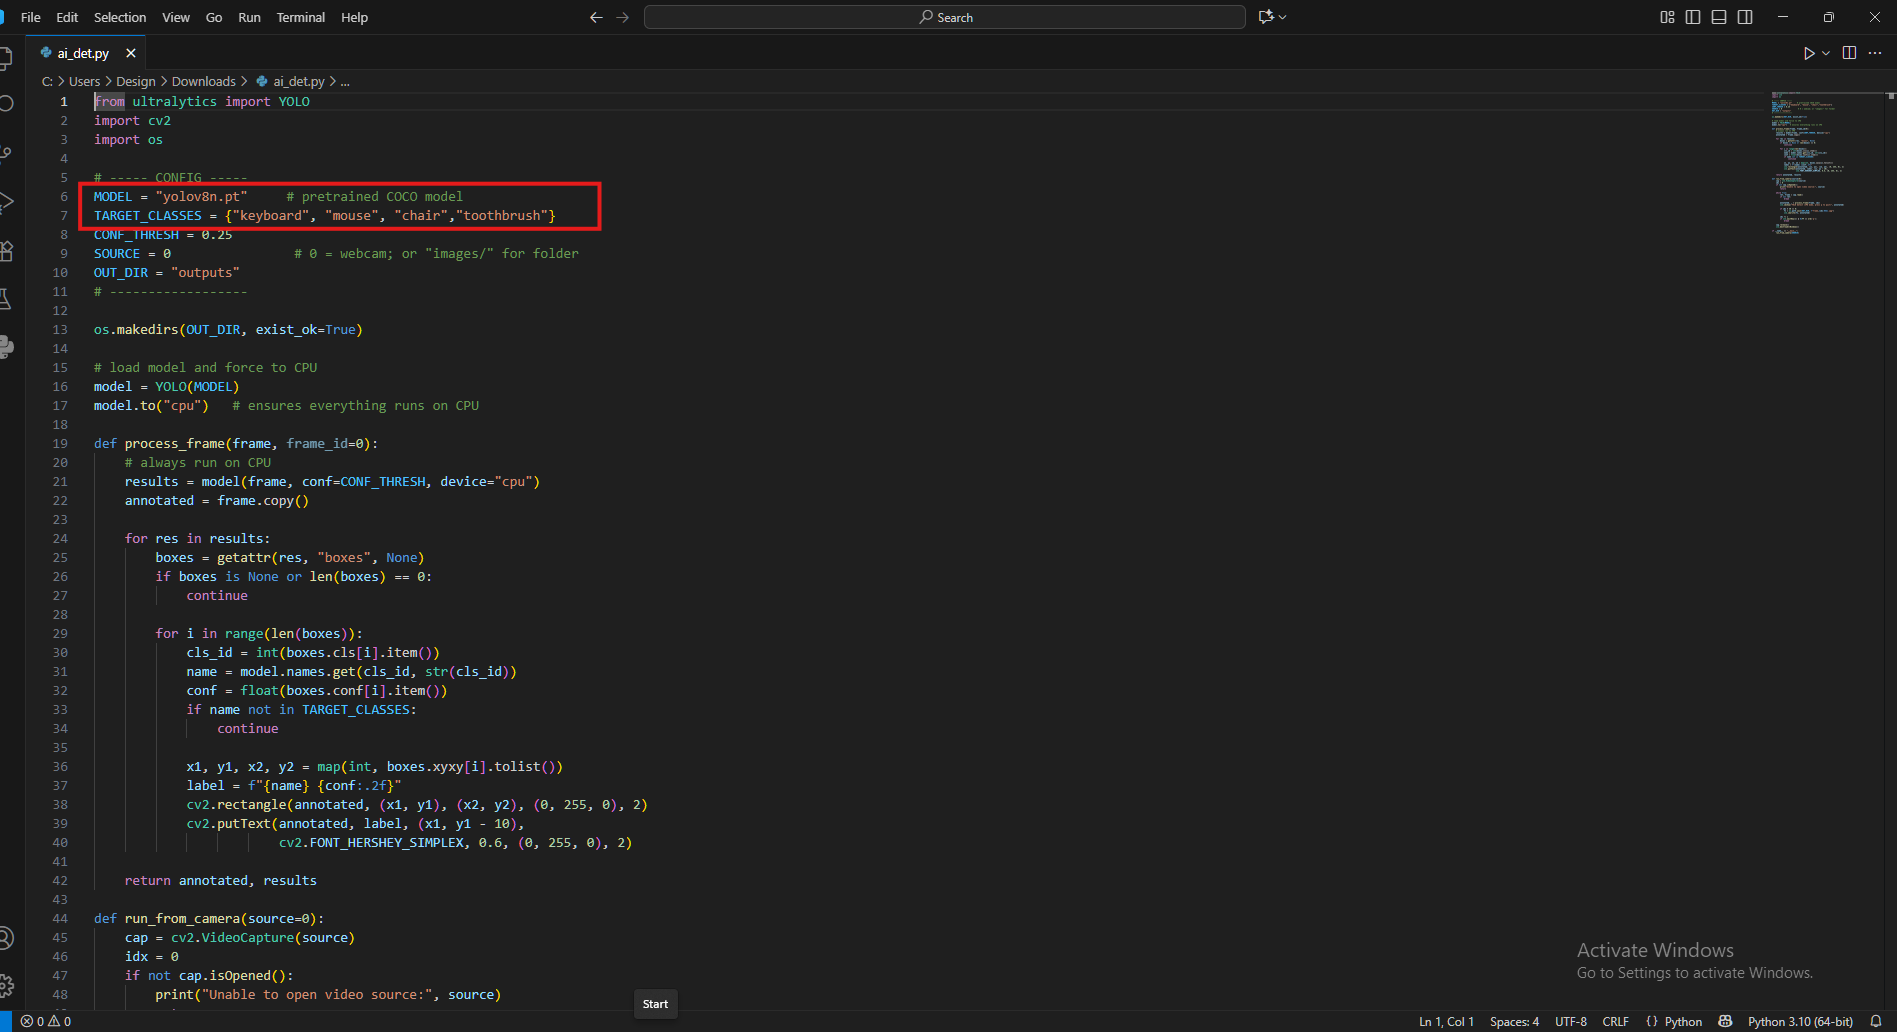 File Edit Selection View Go Run Terminal Help
Search
ai_det.py
C: > Users > Design > Downloads > ai_det.py > ...
1 from ultralytics import YOLO
2 import cv2
3 import os
4
5 # ----- CONFIG -----
6 MODEL = "yolov8n.pt"     # pretrained COCO model
7 TARGET_CLASSES = {"keyboard", "mouse", "chair","toothbrush"}
8 CONF_THRESH = 0.25
9 SOURCE = 0                # 0 = webcam; or "images/" for folder
10 OUT_DIR = "outputs"
11 # ------------------
12
13 os.makedirs(OUT_DIR, exist_ok=True)
14
15 # load model and force to CPU
16 model = YOLO(MODEL)
17 model.to("cpu")   # ensures everything runs on CPU
18
19 def process_frame(frame, frame_id=0):
20     # always run on CPU
21     results = model(frame, conf=CONF_THRESH, device="cpu")
22     annotated = frame.copy()
23
24     for res in results:
25         boxes = getattr(res, "boxes", None)
26         if boxes is None or len(boxes) == 0:
27             continue
28
29         for i in range(len(boxes)):
30             cls_id = int(boxes.cls[i].item())
31             name = model.names.get(cls_id, str(cls_id))
32             conf = float(boxes.conf[i].item())
33             if name not in TARGET_CLASSES:
34                 continue
35
36             x1, y1, x2, y2 = map(int, boxes.xyxy[i].tolist())
37             label = f"{name} {conf:.2f}"
38             cv2.rectangle(annotated, (x1, y1), (x2, y2), (0, 255, 0), 2)
39             cv2.putText(annotated, label, (x1, y1 - 10),
40                         cv2.FONT_HERSHEY_SIMPLEX, 0.6, (0, 255, 0), 2)
41
42     return annotated, results
43
44 def run_from_camera(source=0):
45     cap = cv2.VideoCapture(source)
46     idx = 0
47     if not cap.isOpened():
48         print("Unable to open video source:", source)
Activate Windows
Go to Settings to activate Windows.
Start
0 0 Ln 1, Col 1 Spaces: 4 UTF-8 CRLF {} Python Python 3.10 (64-bit)